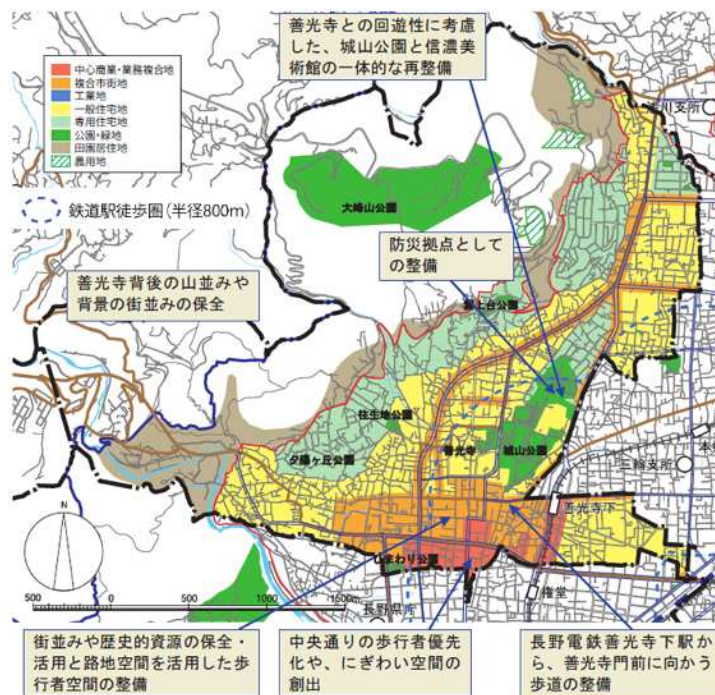 善光寺との回遊性に考慮
した、城山公園と信濃美
術館の一体的な再整備
中心商業・業務複合地
複合市街地
工業地
一般住宅地
専用住宅地
公園・緑地
田園居住地
農用地
鉄道駅徒歩圏(半径800m)
川支所
大峰山公園
防災拠点として
の整備
善光寺背後の山並みや
背景の街並みの保全
上台公園
往生地公園
夕陽ヶ丘公園
善光寺
城山公園
三輪支所
善光寺下
ひまわり公園
権堂
長野県庁
N
500
0
500
1000
1500m
街並みや歴史的資源の保全・
活用と路地空間を活用した歩
行者空間の整備
中央通りの歩行者優先
化や、にぎわい空間の
創出
長野電鉄善光寺下駅か
ら、善光寺門前に向かう
歩道の整備